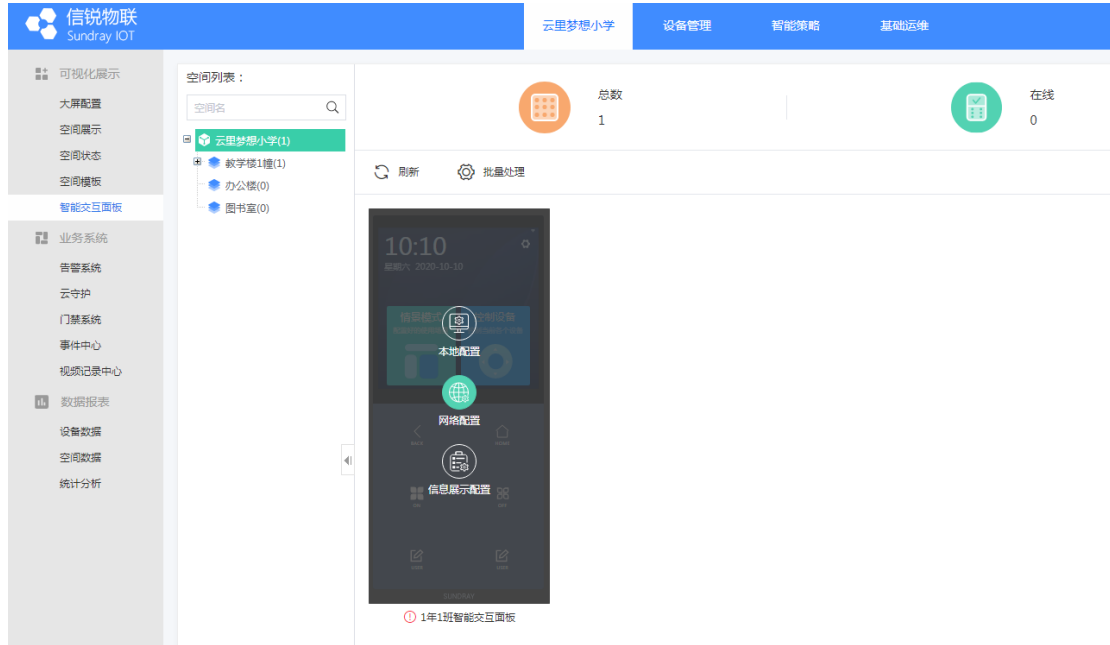 信锐物联
Sundray IOT
云里梦想小学
设备管理
智能策略
基础运维
可视化展示
大屏配置
空间展示
空间状态
空间模板
智能交互面板
业务系统
告警系统
云守护
门禁系统
事件中心
视频记录中心
数据报表
设备数据
空间数据
统计分析
空间列表：
空间名
云里梦想小学(1)
教学楼1幢(1)
办公楼(0)
图书室(0)
总数
1
在线
0
刷新
批量处理
10:10
星期六 2020-10-10
控制设备
本地配置
网络配置
信息展示配置
SUNDRAY
1年1班智能交互面板